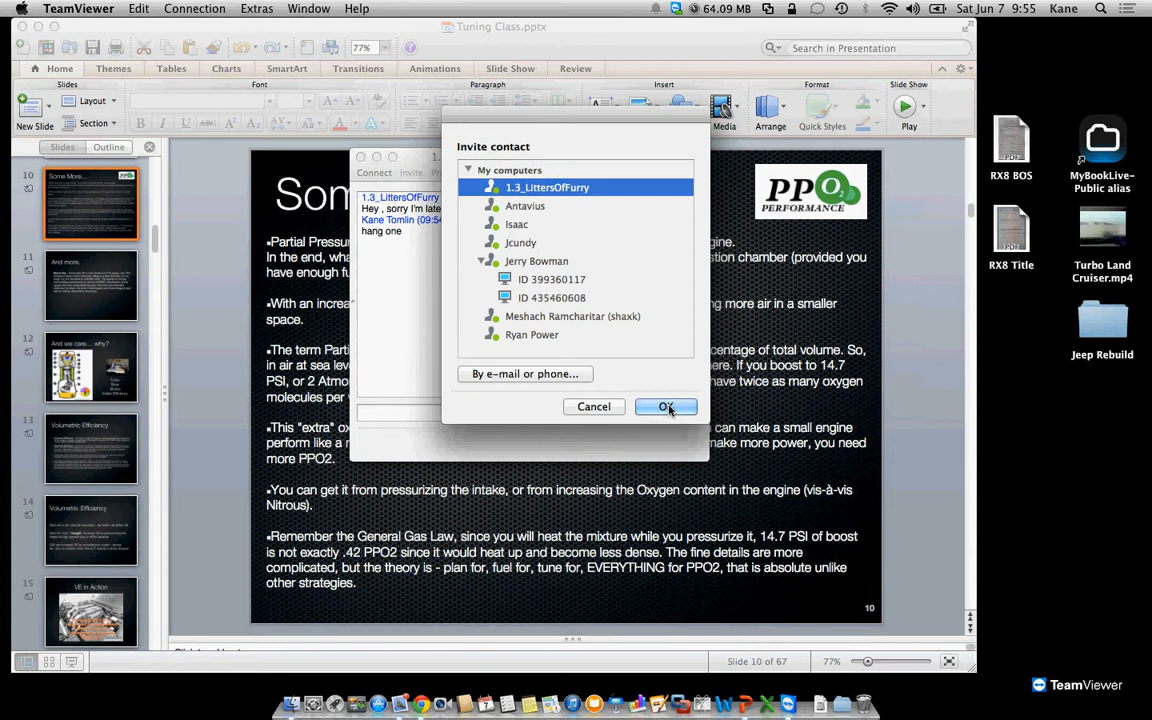 TeamViewer Edit Connection Extras Window Help 64.09 MB Sat Jun 7 9:55 Kane
Tuning Class.pptx
77% Search in Presentation
Home Themes Tables Charts SmartArt Transitions Animations Slide Show Review
Slides Font Paragraph Insert Format Slide Show
Layout
Section
New Slide B I U ABC Media Arrange Quick Styles Play
Slides Outline
10 Some More...
11 And more.
12 And we care... why?
13 Volumetric Efficiency
14 Volumetric Efficiency
15 VE in Action
Som
PPO2
PERFORMANCE
▪Partial Pressu
gine.
In the end, wha
stion chamber (provided you
have enough fu
▪With an increa
ng more air in a smaller
space.
▪The term Parti
centage of total volume. So,
in air at sea leve
here. If you boost to 14.7
PSI, or 2 Atmo
have twice as many oxygen
molecules per
▪This "extra" ox
can make a small engine
perform like a r
make more power, you need
more PPO2.
▪You can get it from pressurizing the intake, or from increasing the Oxygen content in the engine (vis-à-vis
Nitrous).
▪Remember the General Gas Law, since you will heat the mixture while you pressurize it, 14.7 PSI of boost
is not exactly .42 PPO2 since it would heat up and become less dense. The fine details are more
complicated, but the theory is - plan for, fuel for, tune for, EVERYTHING for PPO2, that is absolute unlike
other strategies.
10
1.
Connect Invite
1.3_LittersOfFurry
Hey , sorry I'm late
Kane Tomlin (09:54
hang one
Invite contact
My computers
1.3_LittersOfFurry
Antavius
Isaac
Jcundy
Jerry Bowman
ID 399360117
ID 435460608
Meshach Ramcharitar (shaxk)
Ryan Power
By e-mail or phone...
Cancel OK
Slide 10 of 67 77%
RX8 BOS
MyBookLive-
Public alias
RX8 Title
Turbo Land
Cruiser.mp4
Jeep Rebuild
TeamViewer